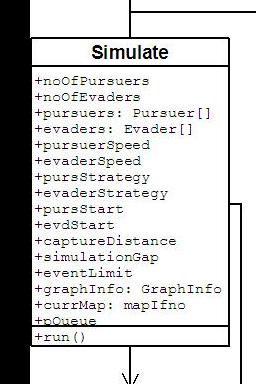 Simulate
+noOfPursuers
+noOfEvaders
+pursuers: Pursuer[]
+evaders: Evader[]
+pursuerSpeed
+evaderSpeed
+pursStrategy
+evaderStrategy
+pursStart
+evdStart
+captureDistance
+simulationGap
+eventLimit
+graphInfo: GraphInfo
+currMap: mapIfno
+pQueue
+run()